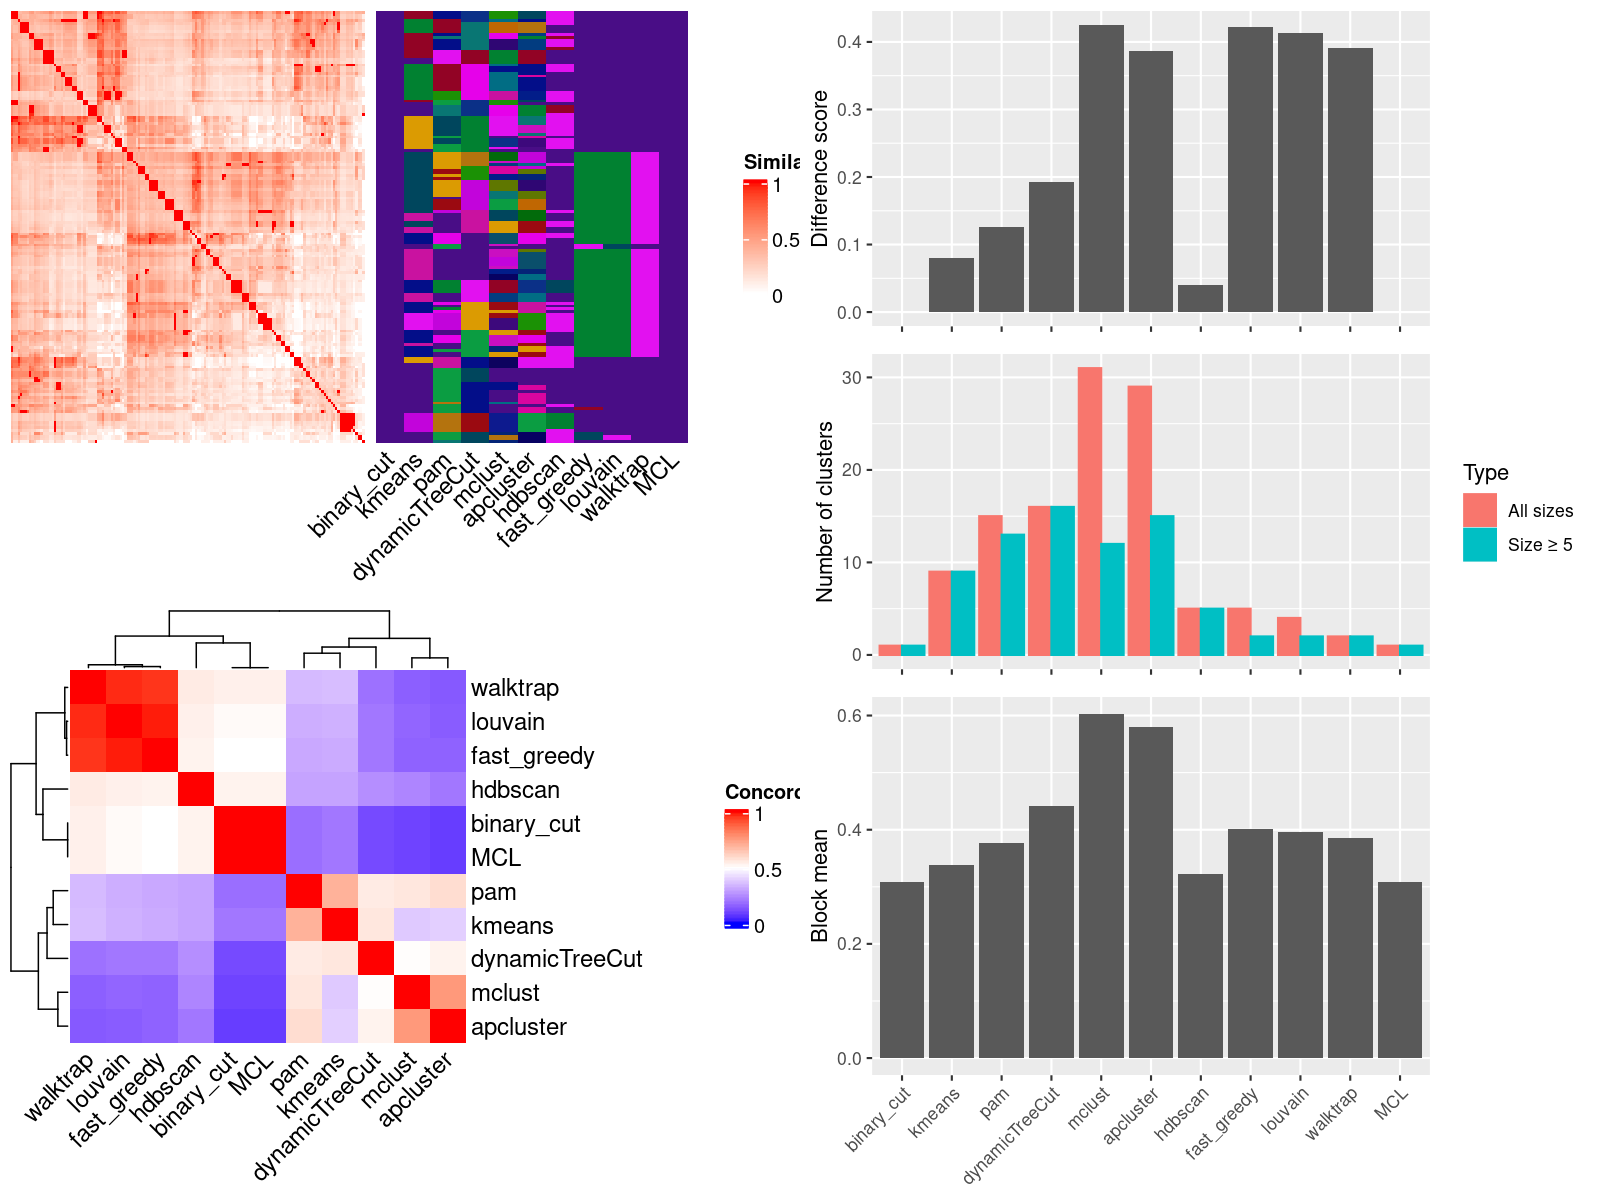 Simila
1
0.5
0
binary_cut
kmeans
pam
dynamicTreeCut
mclust
apcluster
hdbscan
fast_greedy
louvain
walktrap
MCL
walktrap
louvain
fast_greedy
hdbscan
binary_cut
MCL
pam
kmeans
dynamicTreeCut
mclust
apcluster
Concord
1
0.5
0
walktrap
louvain
fast_greedy
hdbscan
binary_cut
MCL
pam
kmeans
dynamicTreeCut
mclust
apcluster
Difference score
0.4
0.3
0.2
0.1
0.0
Number of clusters
30
20
10
0
Type
All sizes
Size ≥ 5
Block mean
0.6
0.4
0.2
0.0
binary_cut
kmeans
pam
dynamicTreeCut
mclust
apcluster
hdbscan
fast_greedy
louvain
walktrap
MCL